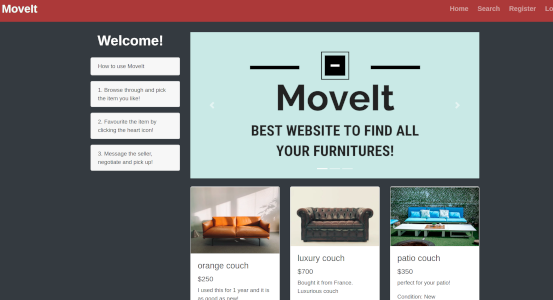 MoveIt
Home Search Register
Welcome!
How to use MoveIt
1. Browse through and pick
the item you like!
2. Favourite the item by
clicking the heart icon!
3. Message the seller,
negotiate and pick up!
MoveIt
BEST WEBSITE TO FIND ALL
YOUR FURNITURES!
orange couch
$250
I used this for 1 year and it is
as good as new!
luxury couch
$700
Bought it from France.
Luxurious couch
patio couch
$350
perfect for your patio!
Condition: New